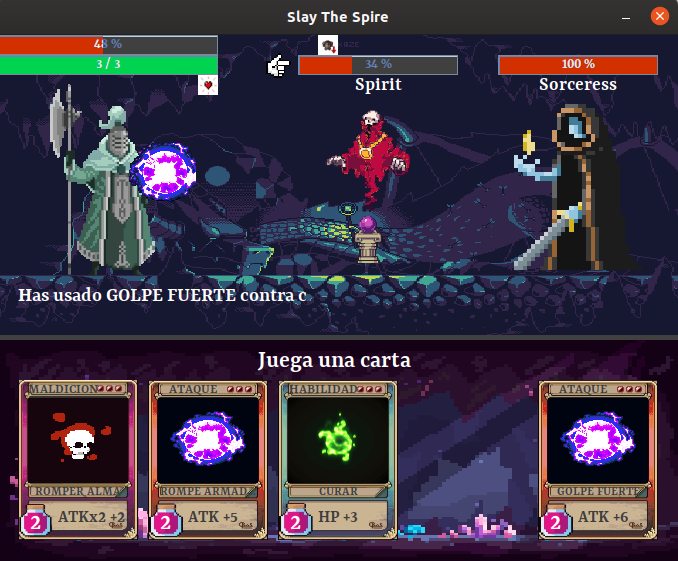 Slay The Spire
48 %
3 / 3
34 %
100 %
Spirit
Sorceress
Has usado GOLPE FUERTE contra c
Juega una carta
MALDICION
ROMPER ALMA
2
ATKx2 +2
ATAQUE
ROMPE ARMAD
2
ATK +5
HABILIDAD
CURAR
2
HP +3
ATAQUE
GOLPE FUERTE
2
ATK +6